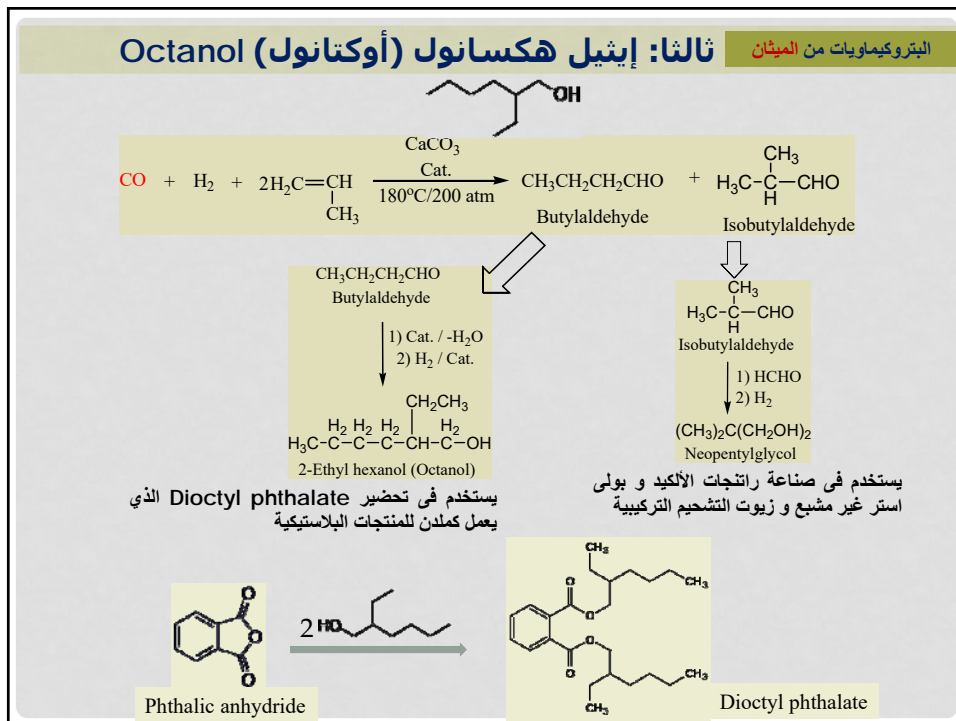 البتروكيماويات من الميثان
ثالثا: إيثيل هكسانول (أوكتانول) Octanol
OH
CO + H₂ + 2H₂C=CH
CH₃
CaCO₃
Cat.
180ºC/200 atm
CH₃CH₂CH₂CHO
Butylaldehyde
+
CH₃
H₃C-C-CHO
H
Isobutylaldehyde
CH₃CH₂CH₂CHO
Butylaldehyde
1) Cat. / -H₂O
2) H₂ / Cat.
CH₂CH₃
H₂ H₂ H₂ H₂
H₃C-C-C-C-CH-C-OH
2-Ethyl hexanol (Octanol)
CH₃
H₃C-C-CHO
H
Isobutylaldehyde
1) HCHO
2) H₂
(CH₃)₂C(CH₂OH)₂
Neopentylglycol
يستخدم فى صناعة راتنجات الألكيد و بولى
استر غير مشبع و زيوت التشحيم التركيبية
يستخدم فى تحضير Dioctyl phthalate الذي
يعمل كملدن للمنتجات البلاستيكية
O
O
O
Phthalic anhydride
2 HO
CH₃
O
CH₃
O
O
O
CH₃
CH₃
Dioctyl phthalate